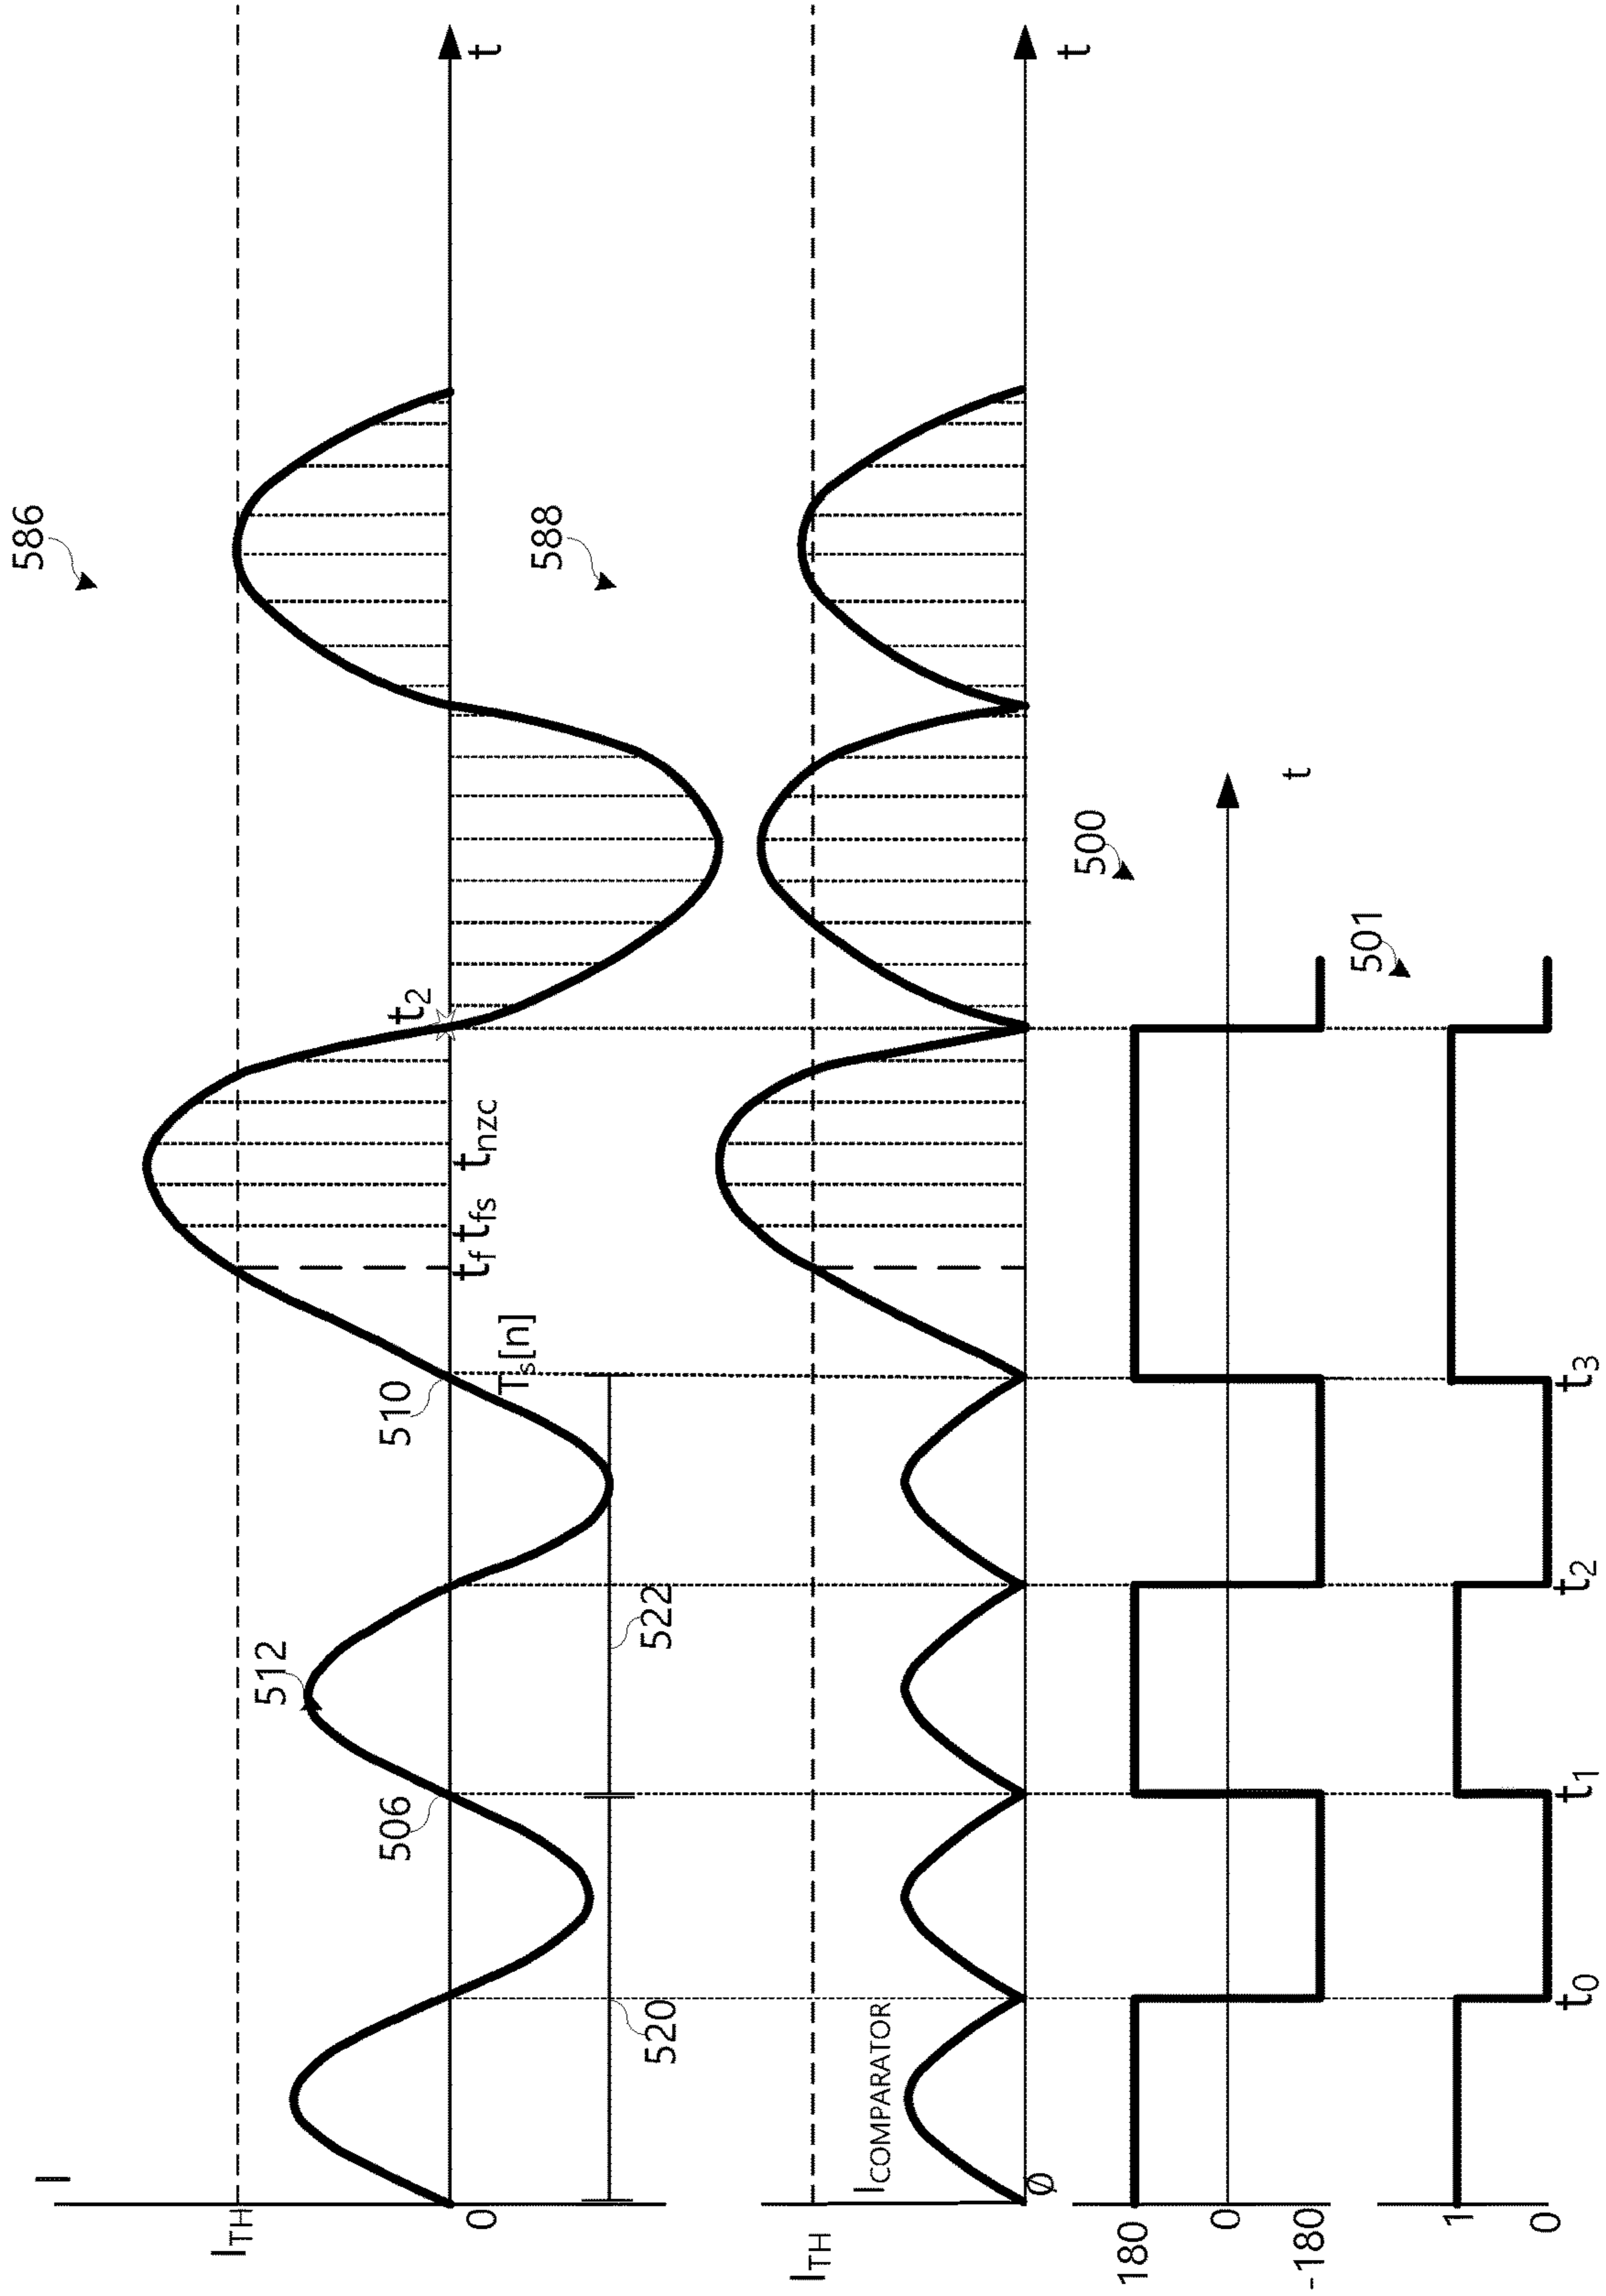 586
I
I_TH
0
t
512
506
510
t_f
t_fs
t_nzc
t_2
T_s[n]
520
522
588
I_TH
I_COMPARATOR
Ø
t
500
180
0
-180
t
501
1
0
t_0
t_1
t_2
t_3